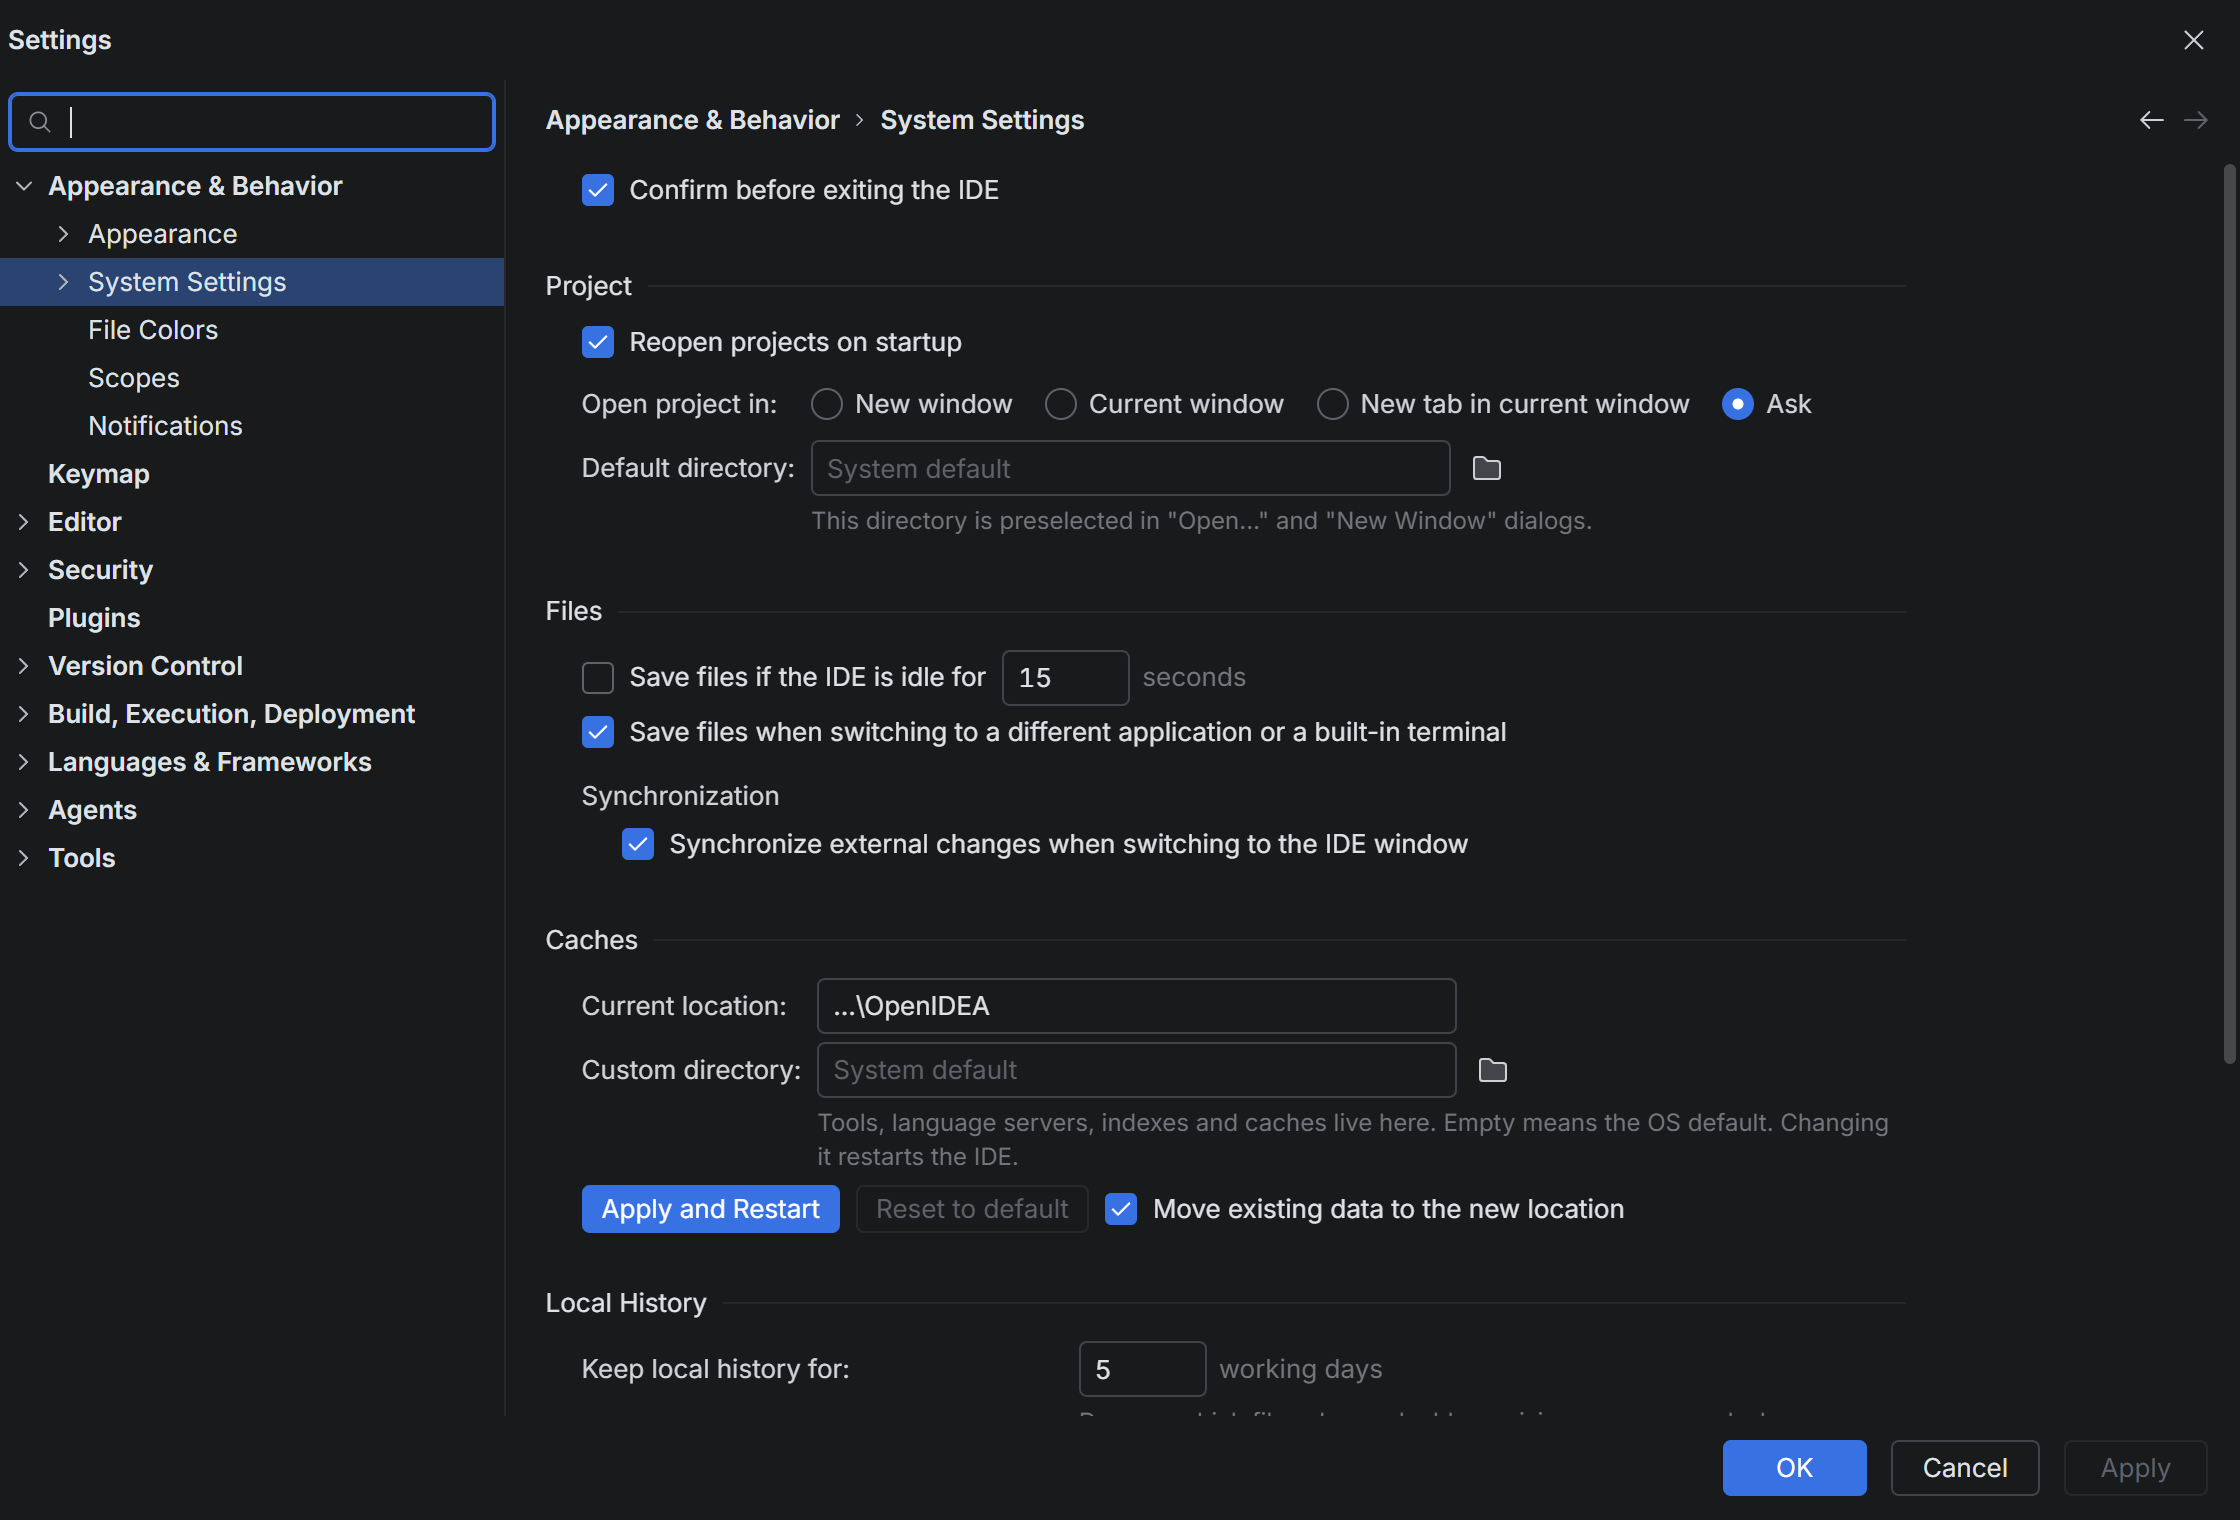 Settings
Appearance & Behavior
Appearance
System Settings
File Colors
Scopes
Notifications
Keymap
Editor
Security
Plugins
Version Control
Build, Execution, Deployment
Languages & Frameworks
Agents
Tools
Appearance & Behavior › System Settings
Confirm before exiting the IDE
Project
Reopen projects on startup
Open project in: New window Current window New tab in current window Ask
Default directory: System default
This directory is preselected in "Open..." and "New Window" dialogs.
Files
Save files if the IDE is idle for 15 seconds
Save files when switching to a different application or a built-in terminal
Synchronization
Synchronize external changes when switching to the IDE window
Caches
Current location: ...\OpenIDEA
Custom directory: System default
Tools, language servers, indexes and caches live here. Empty means the OS default. Changing
it restarts the IDE.
Apply and Restart Reset to default Move existing data to the new location
Local History
Keep local history for: 5 working days
OK Cancel Apply